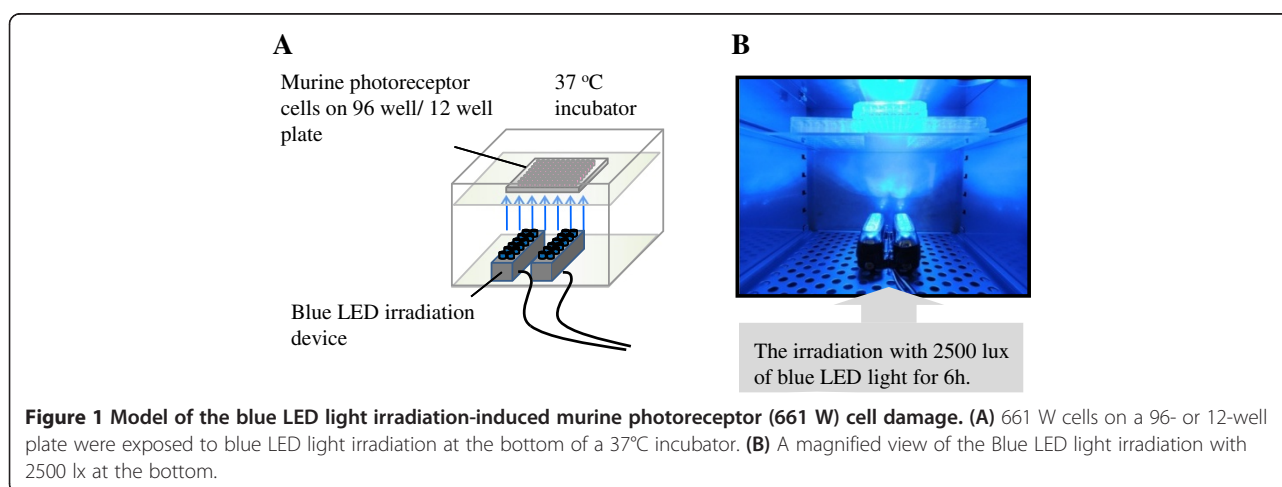 A
Murine photoreceptor
cells on 96 well/ 12 well
plate
37 °C
incubator
Blue LED irradiation
device
B
The irradiation with 2500 lux
of blue LED light for 6h.
Figure 1 Model of the blue LED light irradiation-induced murine photoreceptor (661 W) cell damage. (A) 661 W cells on a 96- or 12-well
plate were exposed to blue LED light irradiation at the bottom of a 37°C incubator. (B) A magnified view of the Blue LED light irradiation with
2500 lx at the bottom.